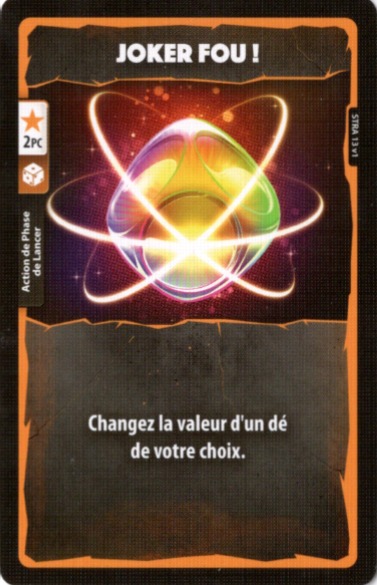 JOKER FOU !
2PC
Action de Phase
de Lancer
STRA 13 v1
Changez la valeur d'un dé
de votre choix.